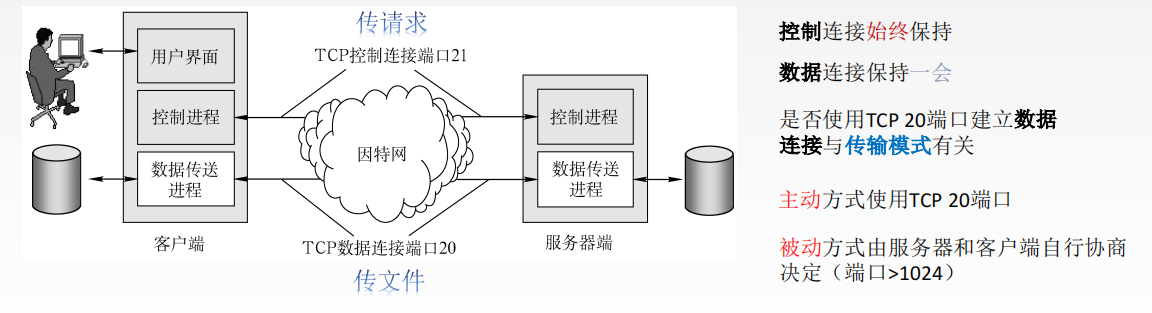 传请求
TCP控制连接端口21
用户界面
控制进程
数据传送
进程
客户端
因特网
控制进程
数据传送
进程
服务器端
TCP数据连接端口20
传文件
控制连接始终保持
数据连接保持一会
是否使用TCP 20端口建立数据
连接与传输模式有关
主动方式使用TCP 20端口
被动方式由服务器和客户端自行协商
决定（端口>1024）